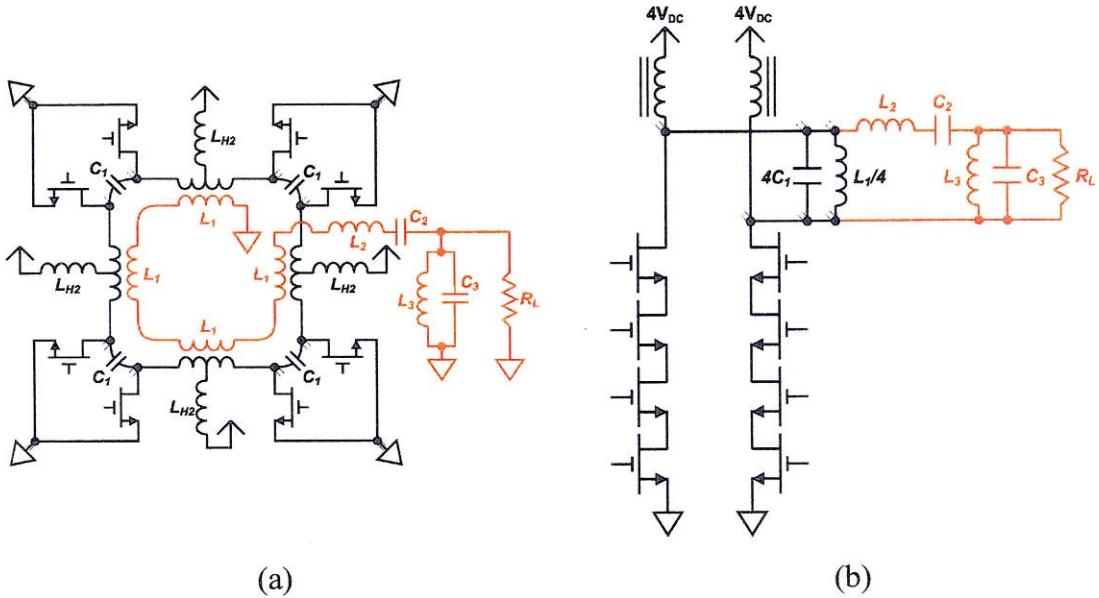 4V_DC 4V_DC
L_H2
C_1 C_1
L_1
C_2
L_2
L_H2 L_1 L_1 L_H2
L_3 C_3 R_L
L_1
C_1 C_1
L_H2
L_2 C_2
4C_1 L_1/4 L_3 C_3 R_L
(a) (b)